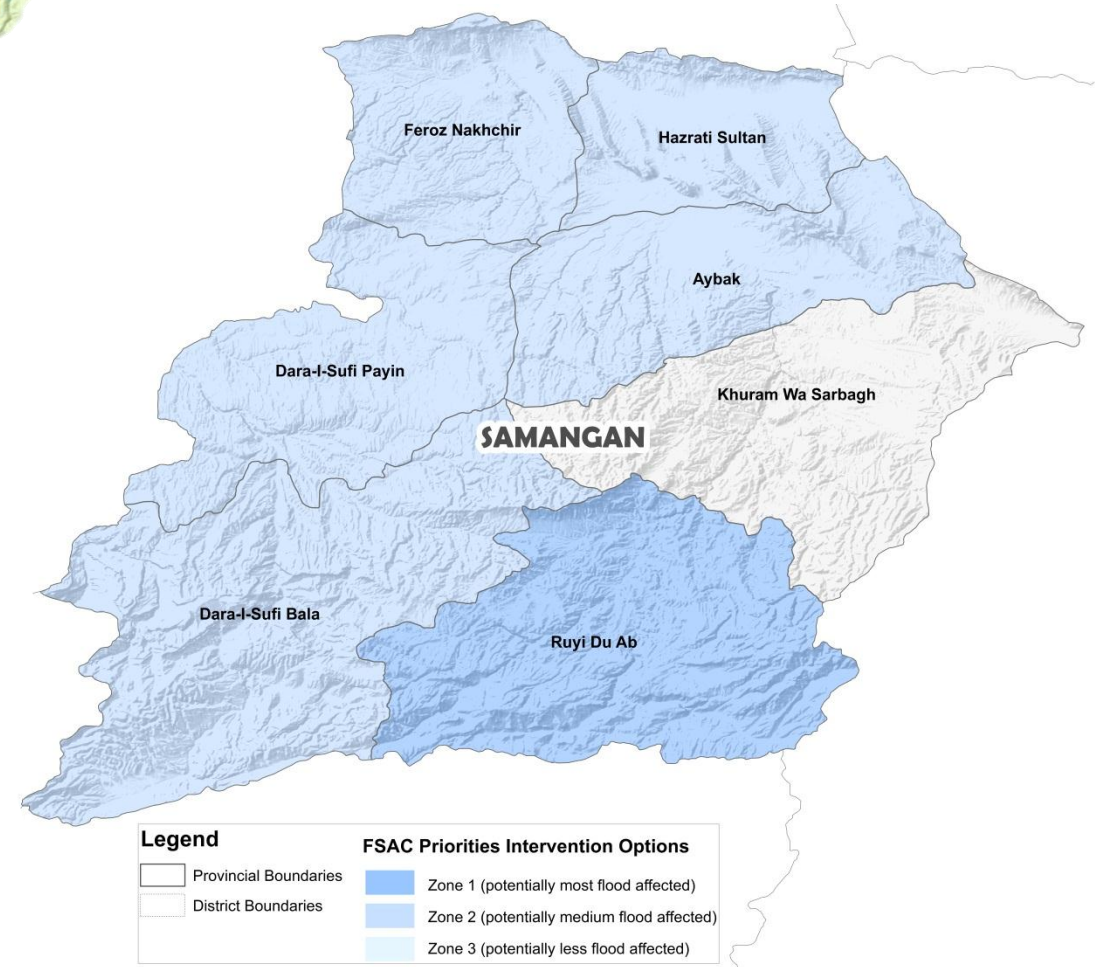 Feroz Nakhchir
Hazrati Sultan
Aybak
Dara-I-Sufi Payin
Khuram Wa Sarbagh
SAMANGAN
Dara-I-Sufi Bala
Ruyi Du Ab
Legend
Provincial Boundaries
District Boundaries
FSAC Priorities Intervention Options
Zone 1 (potentially most flood affected)
Zone 2 (potentially medium flood affected)
Zone 3 (potentially less flood affected)